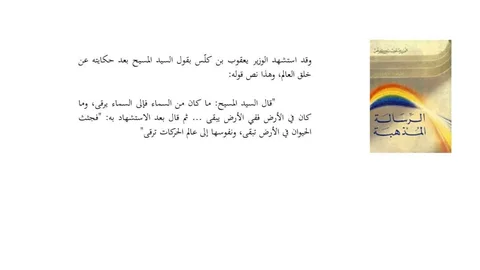 وقد استشهد الوزير يعقوب بن كلّس بقول السيد المسيح بعد حكايته عن
خلق العالم، وهذا نص قوله:
"قال السيد المسيح: ما كان من السماء فإلى السماء يرقى، وما
كان في الأرض ففي الأرض يبقى ... ثم قال بعد الاستشهاد به: "فجثث
الحيوان في الأرض تبقى، ونفوسها إلى عالم الحركات ترقى"
الرسالة
المذهبة